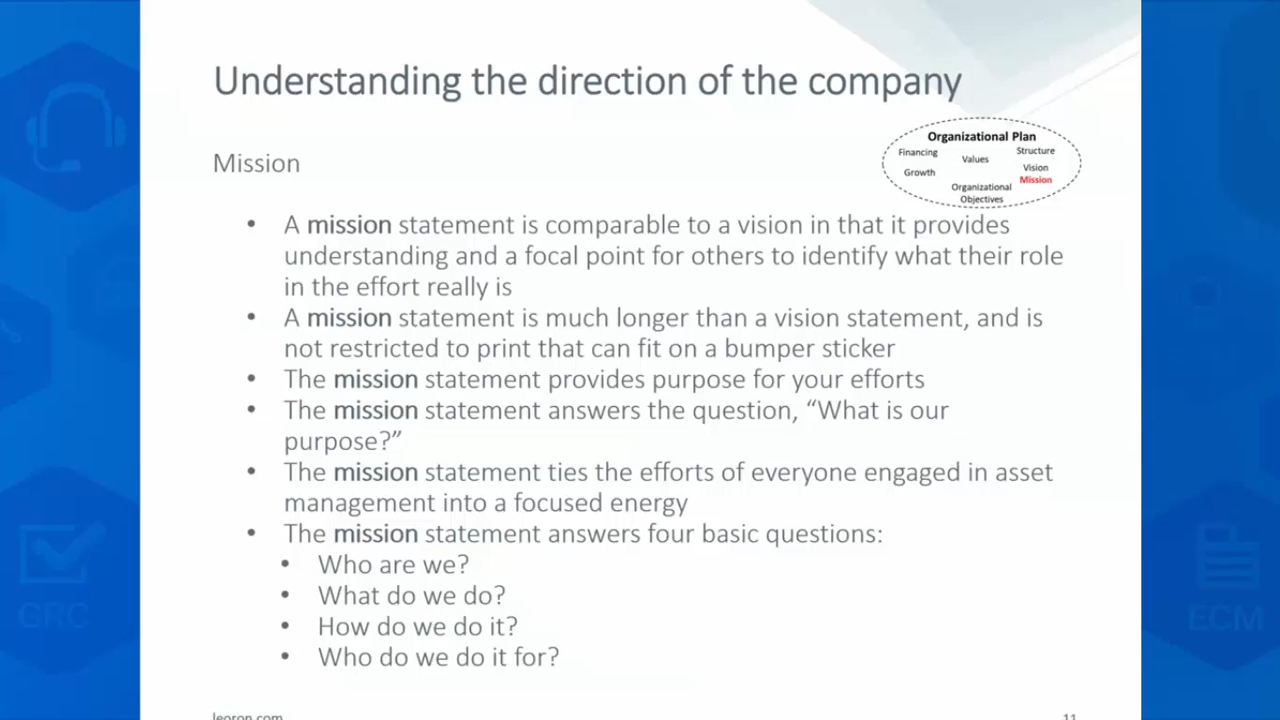 Understanding the direction of the company
Mission
Organizational Plan
Financing
Values
Structure
Growth
Vision
Mission
Organizational
Objectives
• A mission statement is comparable to a vision in that it provides
understanding and a focal point for others to identify what their role
in the effort really is
• A mission statement is much longer than a vision statement, and is
not restricted to print that can fit on a bumper sticker
• The mission statement provides purpose for your efforts
• The mission statement answers the question, “What is our
purpose?”
• The mission statement ties the efforts of everyone engaged in asset
management into a focused energy
• The mission statement answers four basic questions:
• Who are we?
• What do we do?
• How do we do it?
• Who do we do it for?
leoron.com
11
GRC
ECM